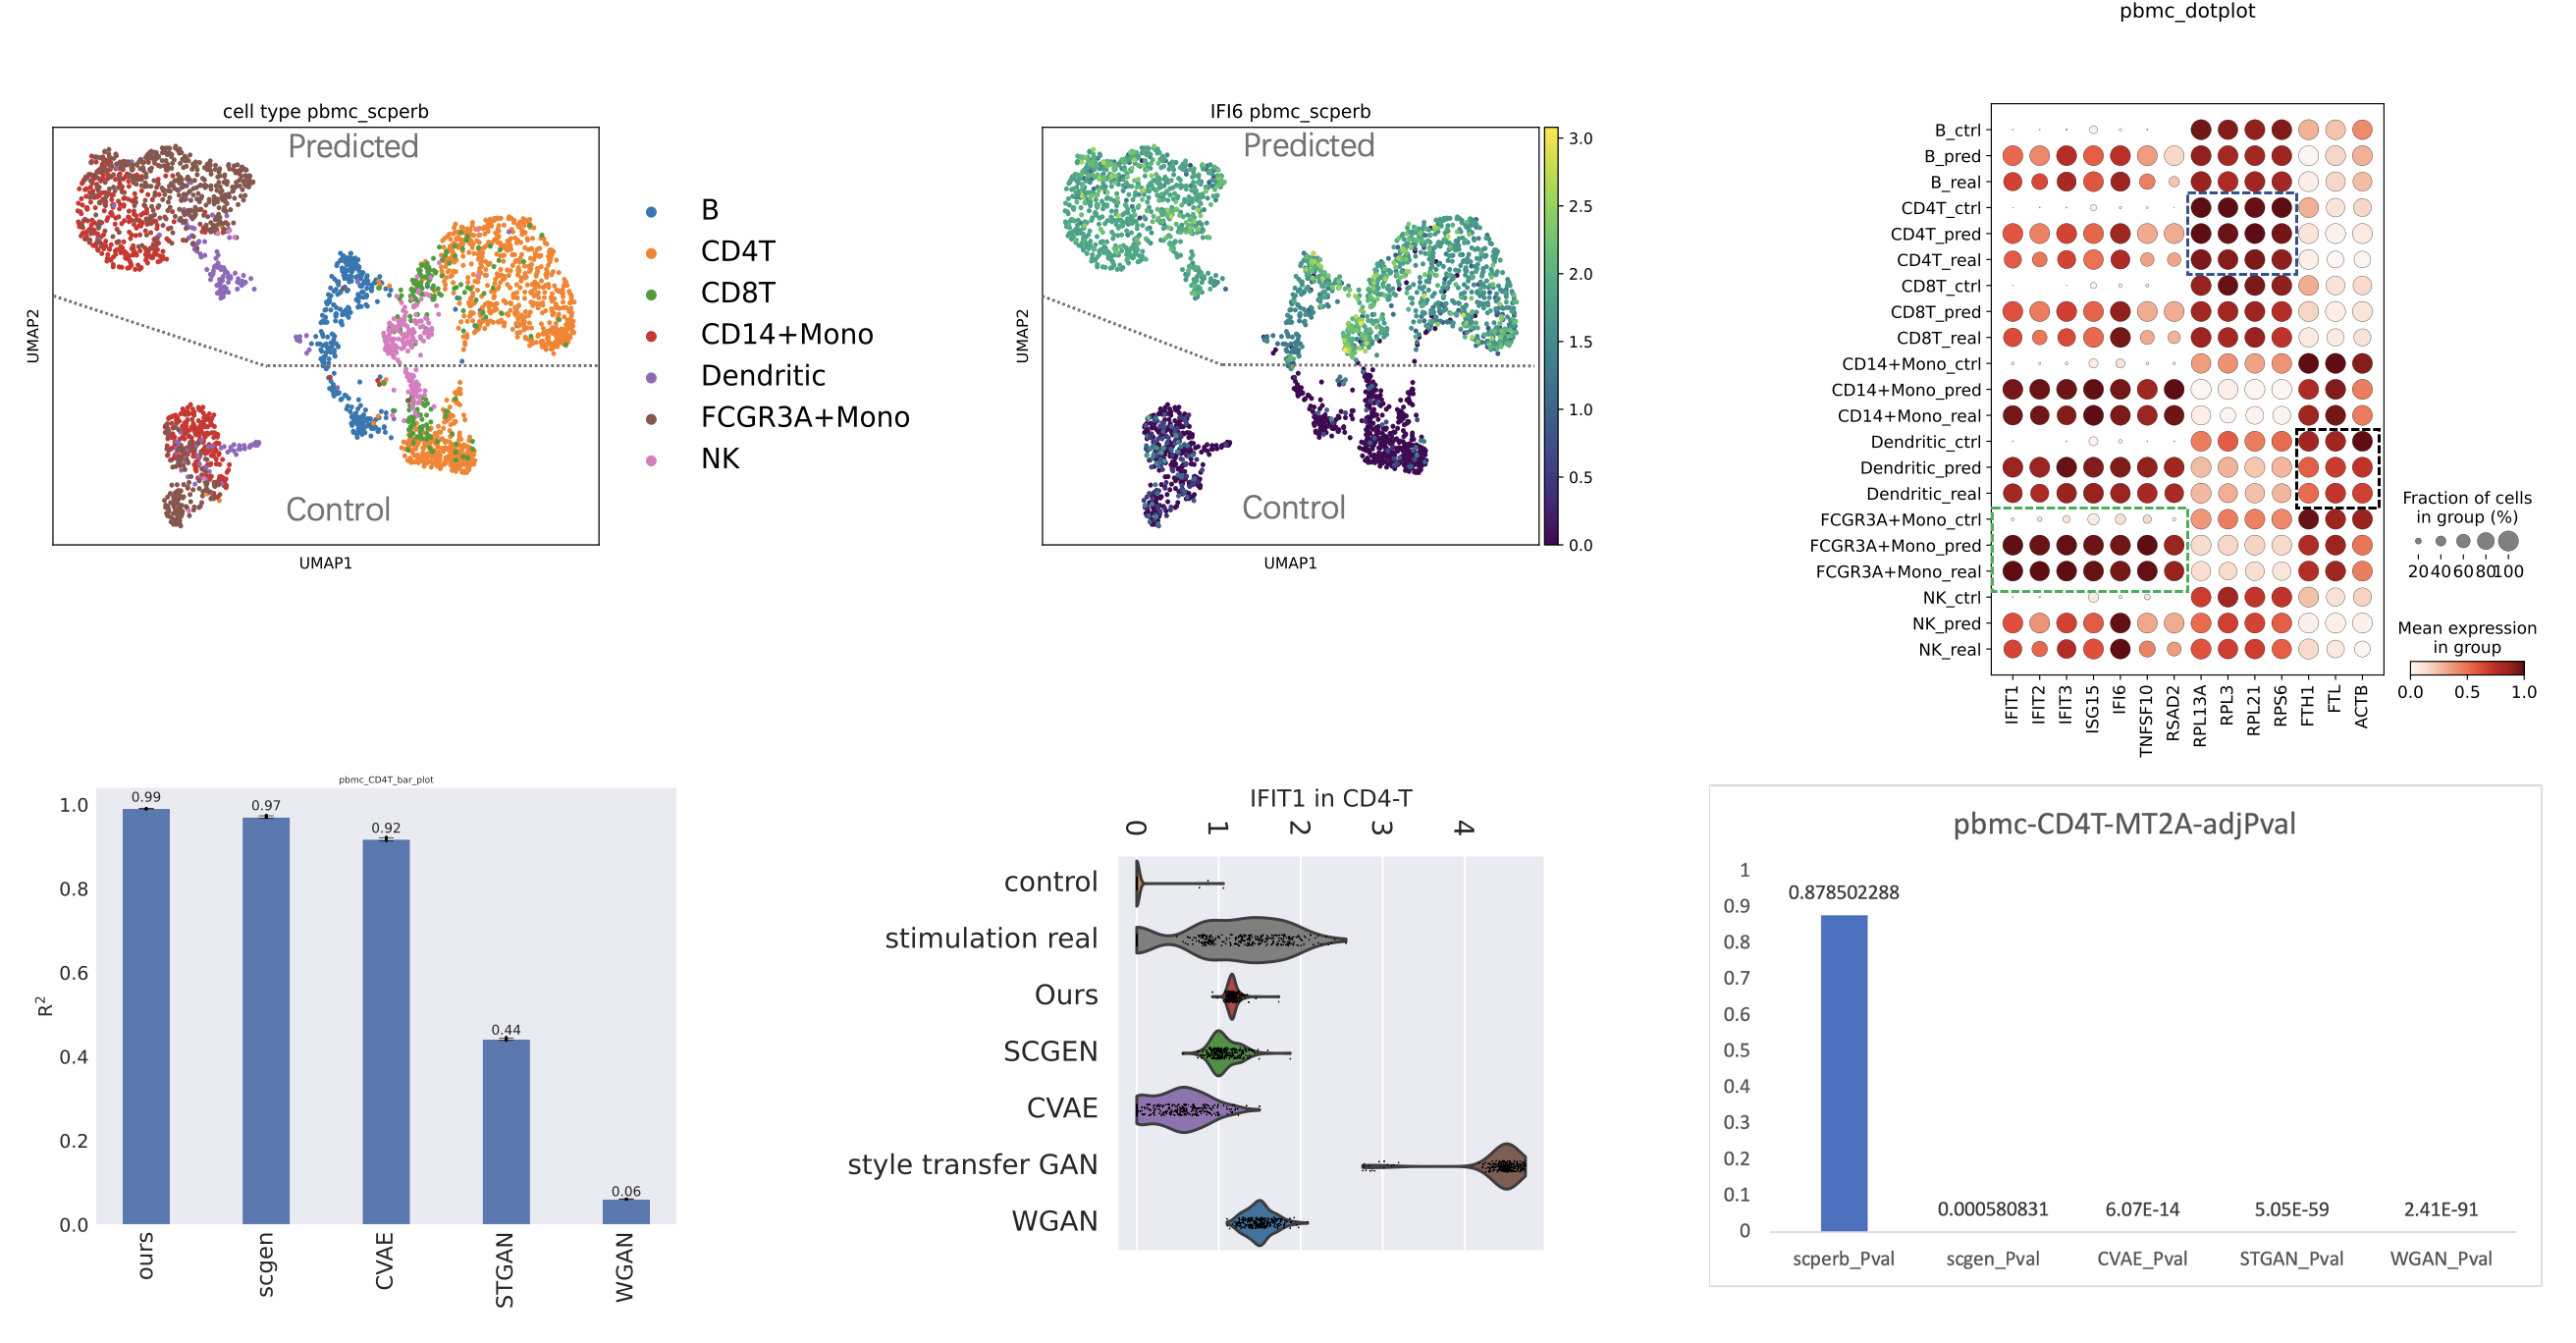 pbmc_dotplot
cell type pbmc_scperb
Predicted
Control
UMAP2
UMAP1
B
CD4T
CD8T
CD14+Mono
Dendritic
FCGR3A+Mono
NK
IFI6 pbmc_scperb
Predicted
Control
UMAP2
UMAP1
3.0
2.5
2.0
1.5
1.0
0.5
0.0
B_ctrl
B_pred
B_real
CD4T_ctrl
CD4T_pred
CD4T_real
CD8T_ctrl
CD8T_pred
CD8T_real
CD14+Mono_ctrl
CD14+Mono_pred
CD14+Mono_real
Dendritic_ctrl
Dendritic_pred
Dendritic_real
FCGR3A+Mono_ctrl
FCGR3A+Mono_pred
FCGR3A+Mono_real
NK_ctrl
NK_pred
NK_real
IFIT1
IFIT2
IFIT3
ISG15
IFI6
TNFSF10
RSAD2
RPL13A
RPL3
RPL21
RPS6
FTH1
FTL
ACTB
Fraction of cells
in group (%)
20 40 60 80 100
Mean expression
in group
0.0 0.5 1.0
pbmc_CD4T_bar_plot
R²
1.0
0.8
0.6
0.4
0.2
0.0
0.99
0.97
0.92
0.44
0.06
ours
scgen
CVAE
STGAN
WGAN
IFIT1 in CD4-T
0 1 2 3 4
control
stimulation real
Ours
SCGEN
CVAE
style transfer GAN
WGAN
pbmc-CD4T-MT2A-adjPval
1
0.9
0.8
0.7
0.6
0.5
0.4
0.3
0.2
0.1
0
0.878502288
0.000580831
6.07E-14
5.05E-59
2.41E-91
scperb_Pval
scgen_Pval
CVAE_Pval
STGAN_Pval
WGAN_Pval